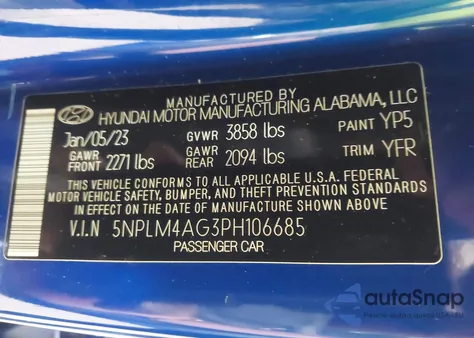 MANUFACTURED BY
HYUNDAI MOTOR MANUFACTURING ALABAMA, LLC
Jan/05/23 GVWR 3858 lbs PAINT YP5
GAWR FRONT 2271 lbs GAWR REAR 2094 lbs TRIM YFR
THIS VEHICLE CONFORMS TO ALL APPLICABLE U.S.A. FEDERAL
MOTOR VEHICLE SAFETY, BUMPER, AND THEFT PREVENTION STANDARDS
IN EFFECT ON THE DATE OF MANUFACTURE SHOWN ABOVE
V.I.N 5NPLM4AG3PH106685
PASSENGER CAR
autoSnap